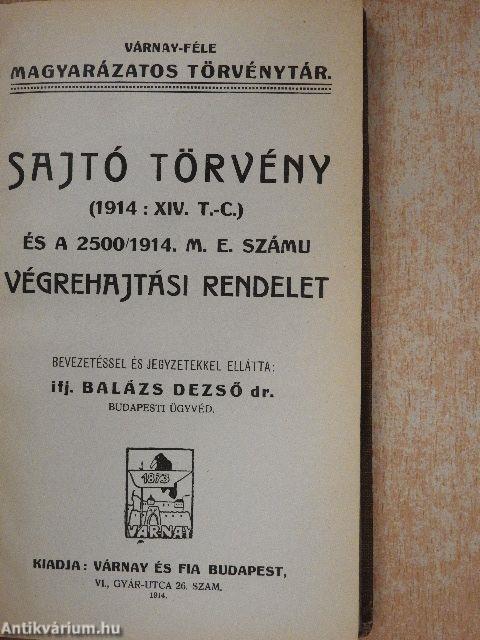 VÁRNAY-FÉLE
MAGYARÁZATOS TÖRVÉNYTÁR.
SAJTÓ TÖRVÉNY
(1914 : XIV. T.-C.)
ÉS A 2500/1914. M. E. SZÁMU
VÉGREHAJTÁSI RENDELET
BEVEZETÉSSEL ÉS JEGYZETEKKEL ELLÁTTA:
ifj. BALÁZS DEZSŐ dr.
BUDAPESTI ÜGYVÉD.
1873
VÁRNAY
KIADJA: VÁRNAY ÉS FIA BUDAPEST,
VI., GYÁR-UTCA 26. SZÁM.
1914.
Antikvárium.hu